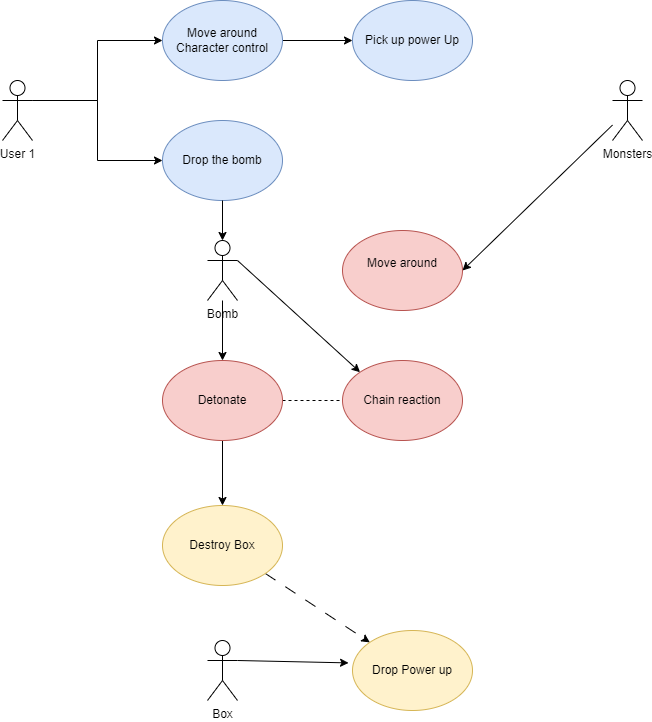 Move around
Character control
Pick up power Up
User 1
Drop the bomb
Monsters
Move around
Bomb
Detonate
Chain reaction
Destroy Box
Drop Power up
Box